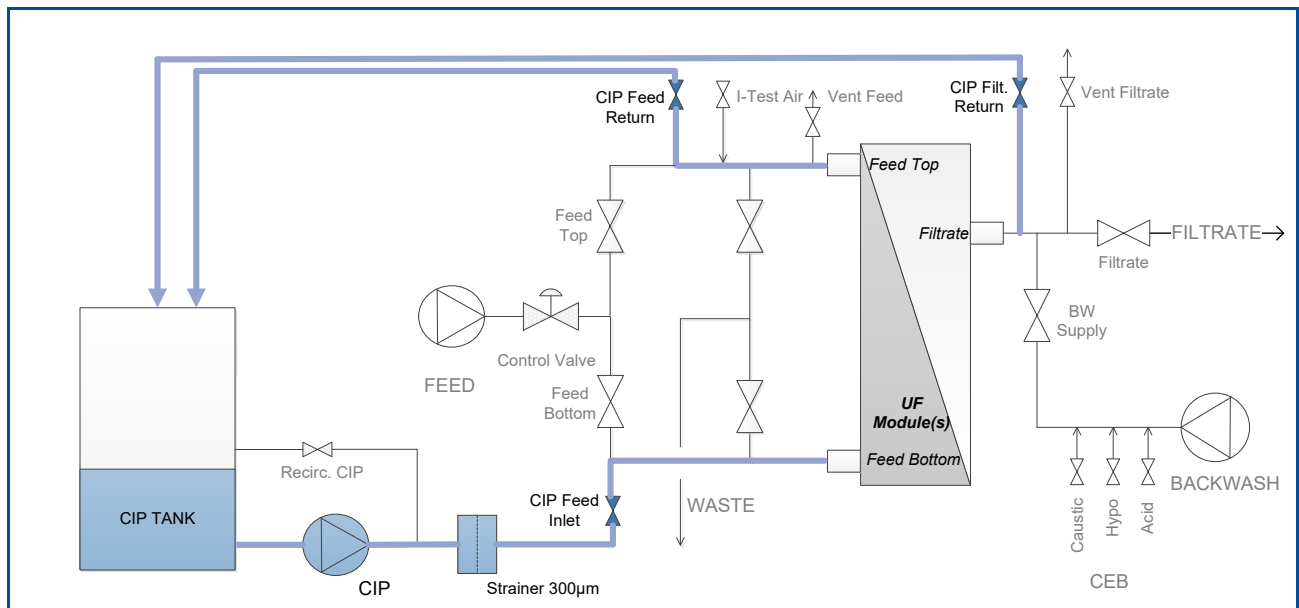 CIP Feed
Return
I-Test Air
Vent Feed
CIP Filt.
Return
Vent Filtrate
Feed Top
Feed
Top
Filtrate
FILTRATE
Filtrate
BW
Supply
Control Valve
FEED
Feed
Bottom
UF
Module(s)
Feed Bottom
Recirc. CIP
CIP TANK
CIP Feed
Inlet
WASTE
BACKWASH
Caustic
Hypo
Acid
CEB
CIP
Strainer 300µm